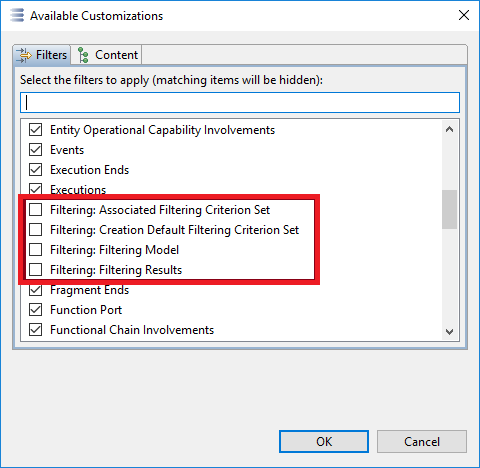 Available Customizations
Filters
Content
Select the filters to apply (matching items will be hidden):
Entity Operational Capability Involvements
Events
Execution Ends
Executions
Filtering: Associated Filtering Criterion Set
Filtering: Creation Default Filtering Criterion Set
Filtering: Filtering Model
Filtering: Filtering Results
Fragment Ends
Function Port
Functional Chain Involvements
OK
Cancel